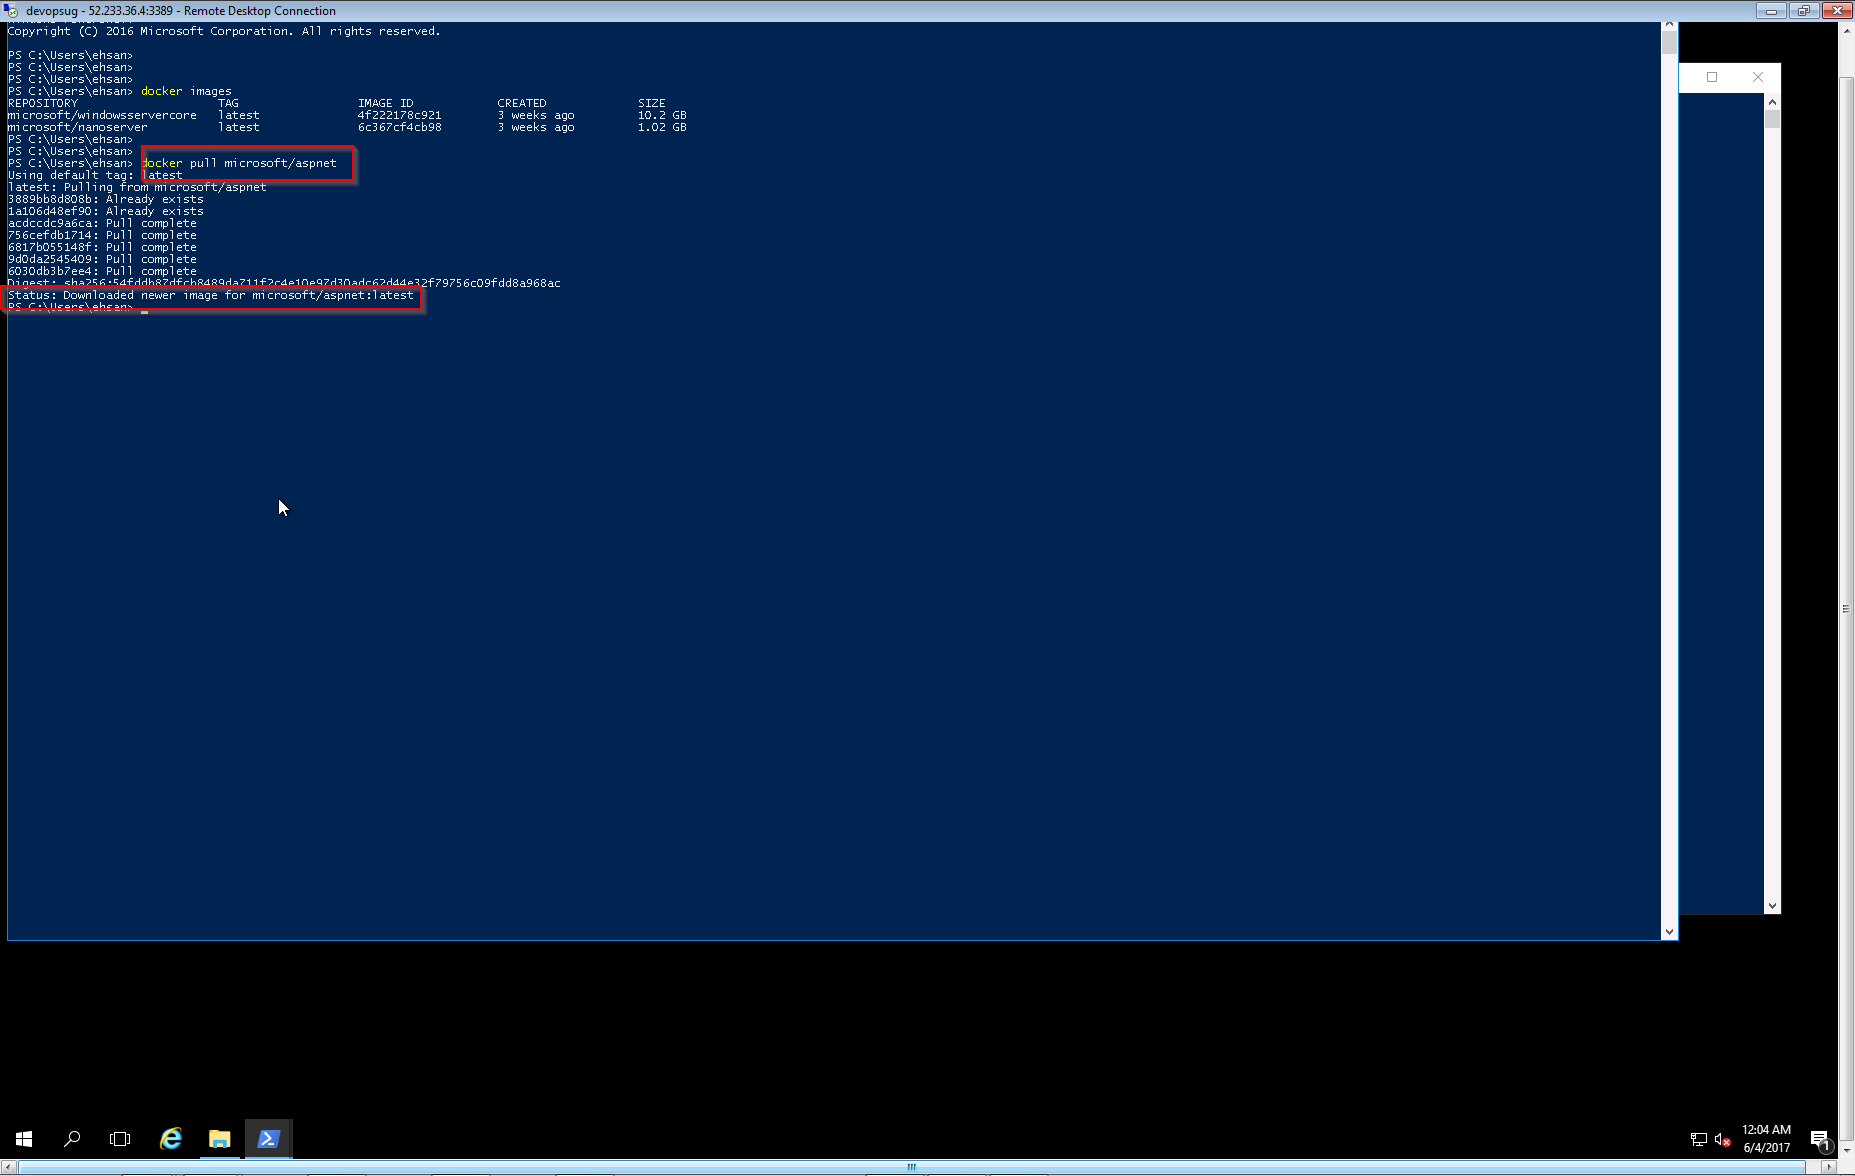 devopsug - 52.233.36.4:3389 - Remote Desktop Connection
Copyright (C) 2016 Microsoft Corporation. All rights reserved.
PS C:\Users\ehsan>
PS C:\Users\ehsan>
PS C:\Users\ehsan>
PS C:\Users\ehsan> docker images
REPOSITORY TAG IMAGE ID CREATED SIZE
microsoft/windowsservercore latest 4f222178c921 3 weeks ago 10.2 GB
microsoft/nanoserver latest 6c367cf4cb98 3 weeks ago 1.02 GB
PS C:\Users\ehsan>
PS C:\Users\ehsan>
PS C:\Users\ehsan> docker pull microsoft/aspnet
Using default tag: latest
latest: Pulling from microsoft/aspnet
3889bb8d808b: Already exists
1a106d48ef90: Already exists
acdccdc9a6ca: Pull complete
756cefdb1714: Pull complete
6817b055148f: Pull complete
9d0da2545409: Pull complete
6030db3b7ee4: Pull complete
Digest: sha256:54fddb87dfcb8489da711f2c4e10e97d30adc62d44e32f79756c09fdd8a968ac
Status: Downloaded newer image for microsoft/aspnet:latest
PS C:\Users\ehsan>
12:04 AM
6/4/2017
1